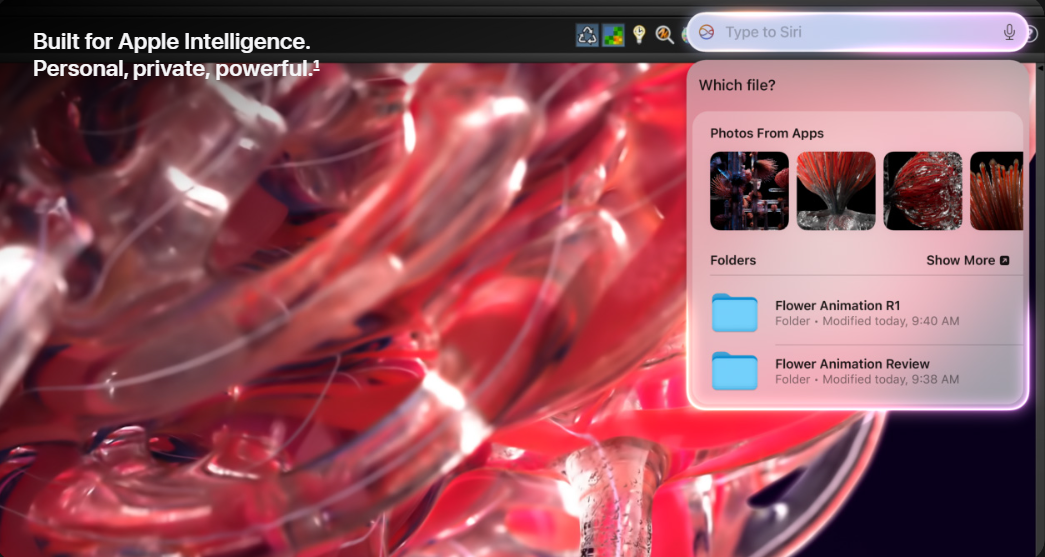 Built for Apple Intelligence.
Personal, private, powerful.¹
Type to Siri
Which file?
Photos From Apps
Folders
Show More
Flower Animation R1
Folder • Modified today, 9:40 AM
Flower Animation Review
Folder • Modified today, 9:38 AM